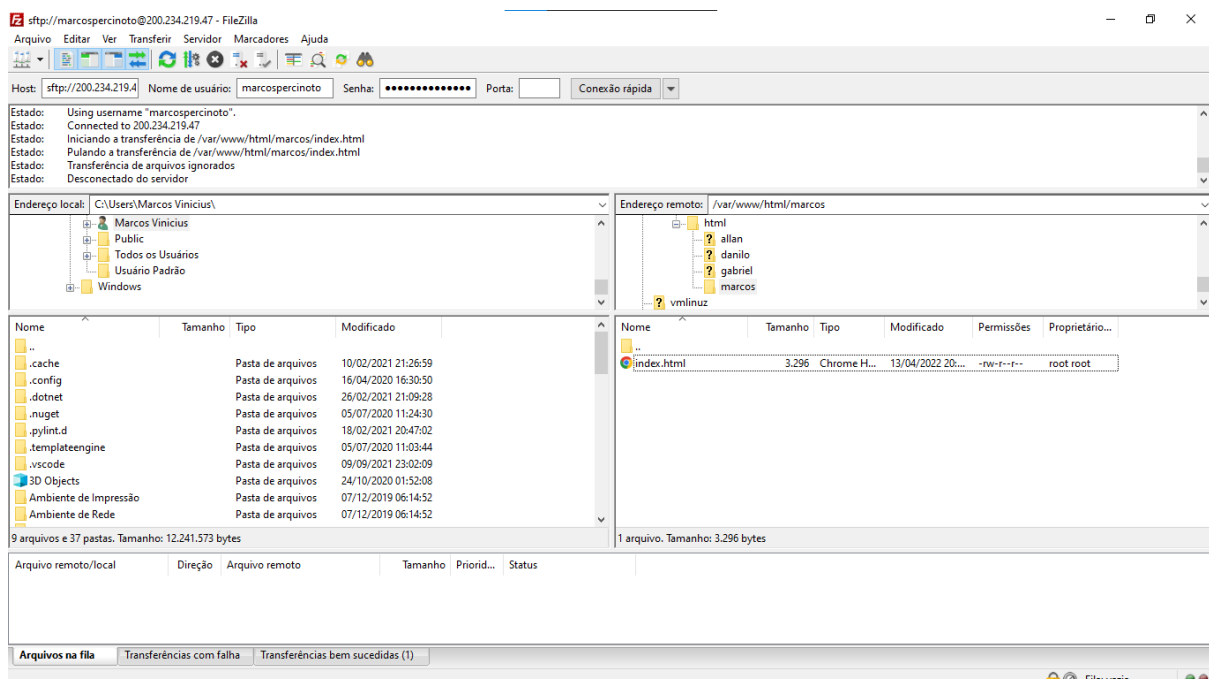 sftp://marcospercinoto@200.234.219.47 - FileZilla
Arquivo Editar Ver Transferir Servidor Marcadores Ajuda
Host: sftp://200.234.219.4 Nome de usuário: marcospercinoto Senha: ●●●●●●●●●●●●●● Porta: Conexão rápida
Estado: Using username "marcospercinoto".
Estado: Connected to 200.234.219.47
Estado: Iniciando a transferência de /var/www/html/marcos/index.html
Estado: Pulando a transferência de /var/www/html/marcos/index.html
Estado: Transferência de arquivos ignorados
Estado: Desconectado do servidor
Endereço local: C:\Users\Marcos Vinicius\
Marcos Vinicius
Public
Todos os Usuários
Usuário Padrão
Windows
Endereço remoto: /var/www/html/marcos
html
? allan
? danilo
? gabriel
marcos
? vmlinuz
Nome Tamanho Tipo Modificado
..
.cache Pasta de arquivos 10/02/2021 21:26:59
.config Pasta de arquivos 16/04/2020 16:30:50
.dotnet Pasta de arquivos 26/02/2021 21:09:28
.nuget Pasta de arquivos 05/07/2020 11:24:30
.pylint.d Pasta de arquivos 18/02/2021 20:47:02
.templateengine Pasta de arquivos 05/07/2020 11:03:44
.vscode Pasta de arquivos 09/09/2021 23:02:09
3D Objects Pasta de arquivos 24/10/2020 01:52:08
Ambiente de Impressão Pasta de arquivos 07/12/2019 06:14:52
Ambiente de Rede Pasta de arquivos 07/12/2019 06:14:52
9 arquivos e 37 pastas. Tamanho: 12.241.573 bytes
Nome Tamanho Tipo Modificado Permissões Proprietário...
..
index.html 3.296 Chrome H... 13/04/2022 20:... -rw-r--r-- root root
1 arquivo. Tamanho: 3.296 bytes
Arquivo remoto/local Direção Arquivo remoto Tamanho Priorid... Status
Arquivos na fila Transferências com falha Transferências bem sucedidas (1)